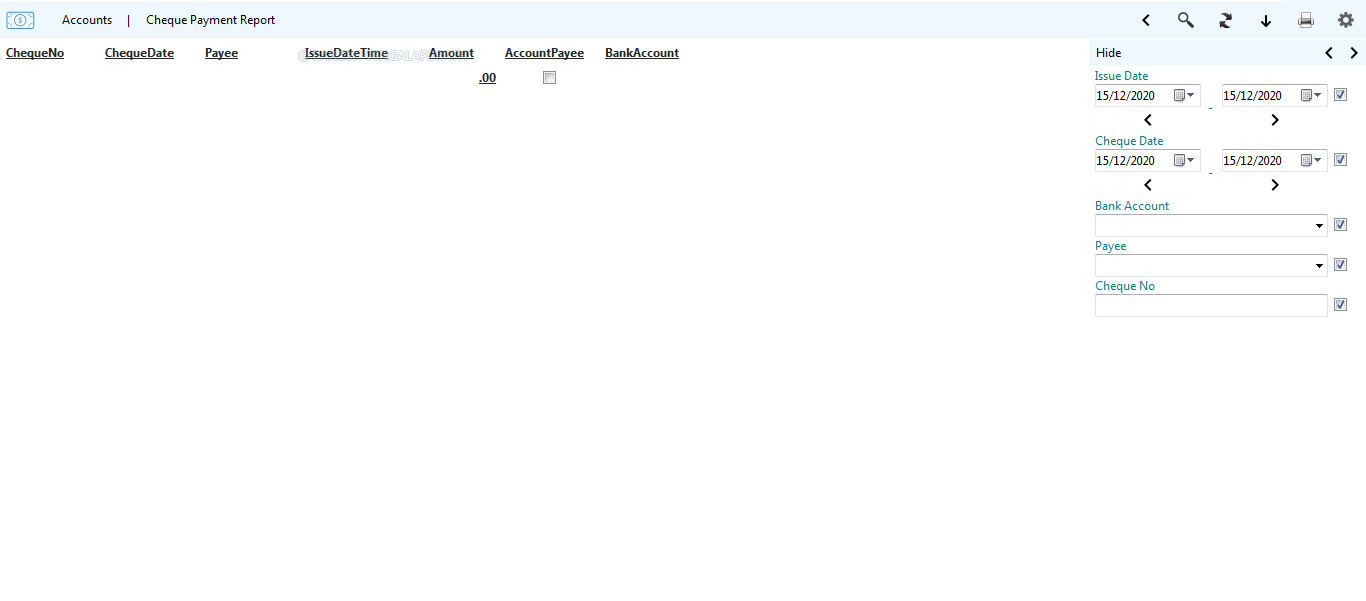 Accounts | Cheque Payment Report
ChequeNo ChequeDate Payee IssueDateTime Amount AccountPayee BankAccount
.00
Hide
Issue Date
15/12/2020 - 15/12/2020
Cheque Date
15/12/2020 - 15/12/2020
Bank Account
Payee
Cheque No